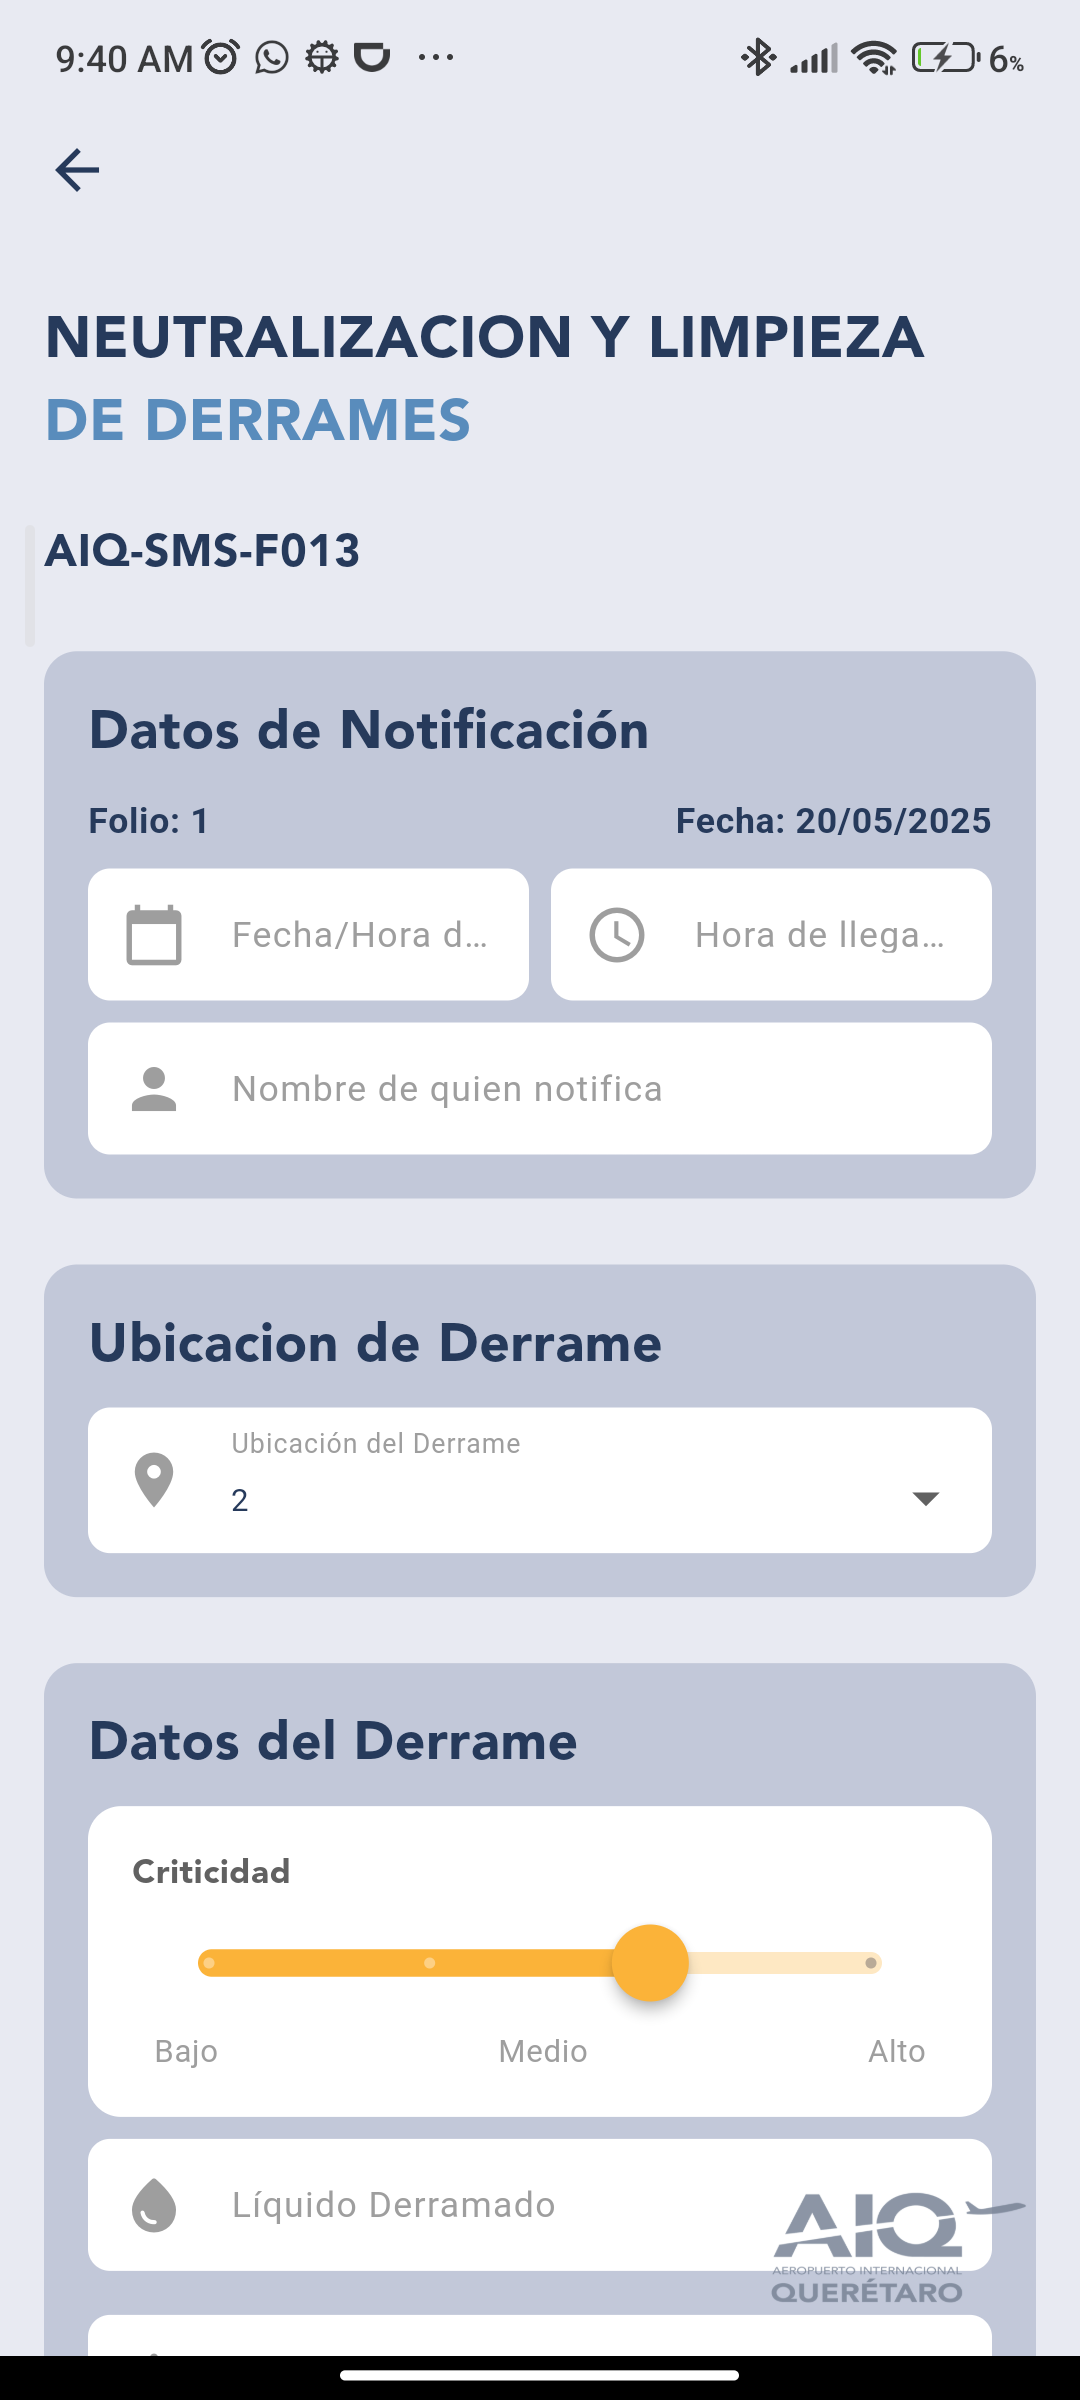 9:40 AM ... 6%
NEUTRALIZACION Y LIMPIEZA
DE DERRAMES
AIQ-SMS-F013
Datos de Notificación
Folio: 1 Fecha: 20/05/2025
Fecha/Hora d... Hora de llega...
Nombre de quien notifica
Ubicacion de Derrame
Ubicación del Derrame
2
Datos del Derrame
Criticidad
Bajo Medio Alto
Líquido Derramado
AIQ
AEROPUERTO INTERNACIONAL
QUERÉTARO